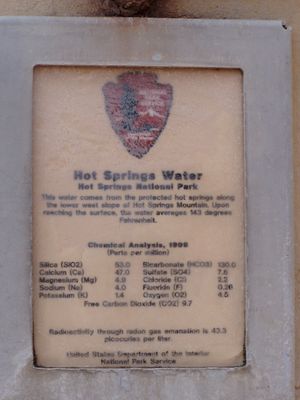 Hot Springs Water
Hot Springs National Park
This water comes from the protected hot springs along
the lower west slope of Hot Springs Mountain. Upon
reaching the surface, the water averages 143 degrees
Fahrenheit.
Chemical Analysis,
(Parts per million)
Silica (SiO2) 53.0 Bicarbonate (HCO3) 130.0
Calcium (Ca) 47.0 Sulfate (SO4) 7.8
Magnesium (Mg) 4.9 Chloride (C) 2.2
Sodium (Na) 4.0 Fluoride (F) 0.26
Potassium (K) 1.4 Oxygen (O2) 4.5
Free Carbon Dioxide (CO2) 9.7
Radioactivity through radon gas emanation is 43.3
picocuries per liter.
United States Department of the Interior
National Park Service